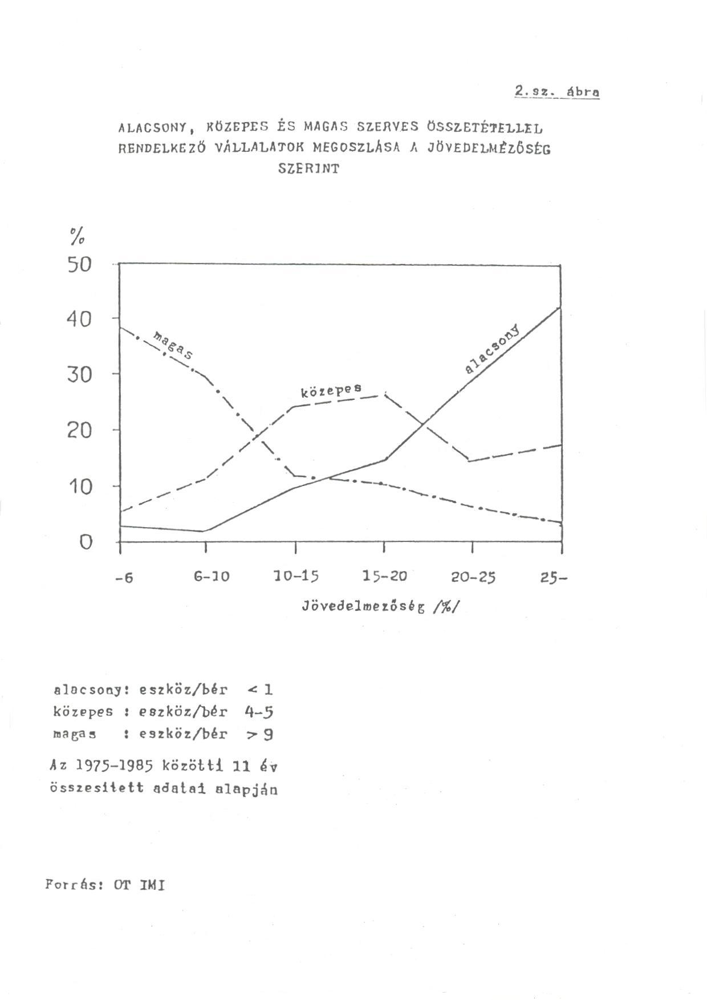 2.sz. ábra
ALACSONY, KÖZEPES ÉS MAGAS SZERVES ÖSSZETÉTELLEL
RENDELKEZŐ VÁLLALATOK MEGOSZLÁSA A JÖVEDELMÉZŐSÉG
SZERINT
%
50
40
30
20
10
0
magas
közepes
alacsony
-6 6-10 10-15 15-20 20-25 25-
Jövedelmezőség /%/
alacsony: eszköz/bér < 1
közepes : eszköz/bér 4-5
magas : eszköz/bér > 9
Az 1975-1985 közötti 11 év
összesitett adatai alapján
Forrás: OT IMI